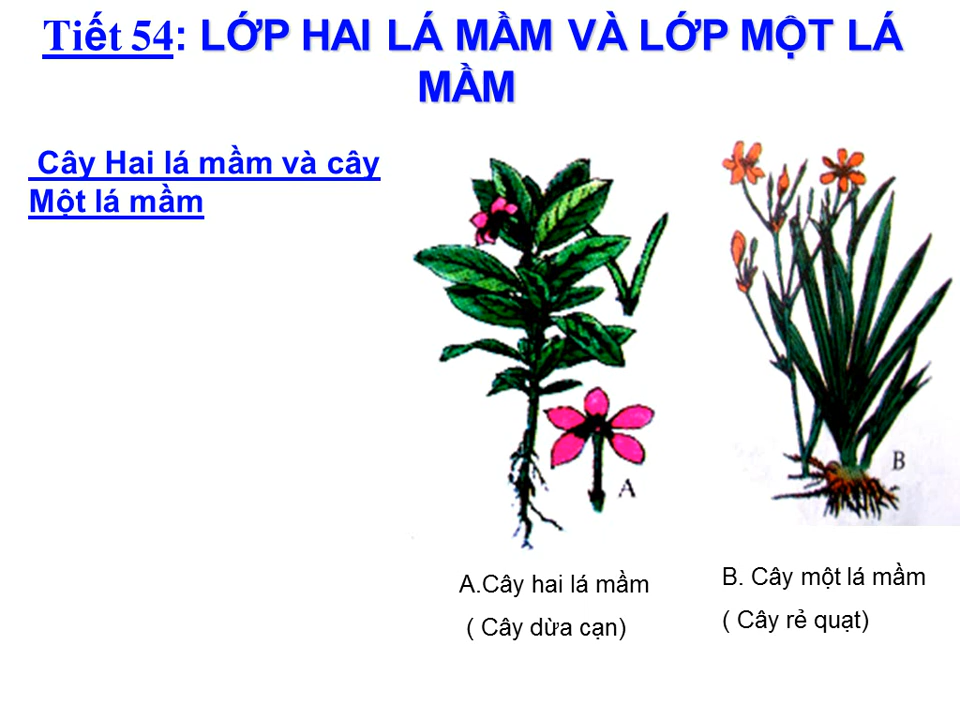 Tiết 54: LỚP HAI LÁ MẦM VÀ LỚP MỘT LÁ
MẦM
Cây Hai lá mầm và cây
Một lá mầm
A
B
A.Cây hai lá mầm
( Cây dừa cạn)
B. Cây một lá mầm
( Cây rẻ quạt)